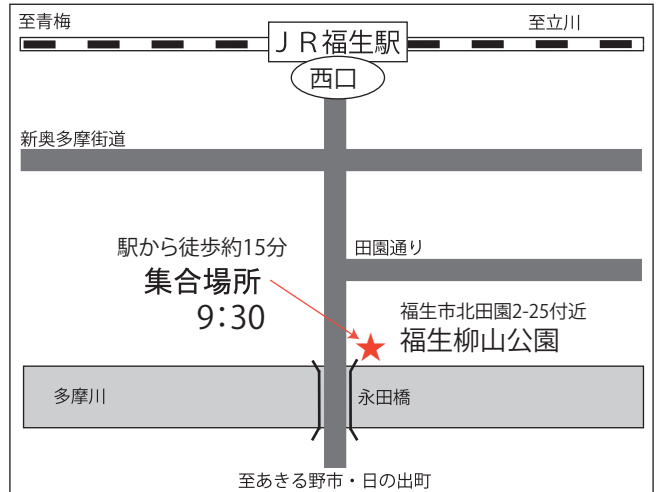 至青梅
至立川
ＪＲ福生駅
西口
新奥多摩街道
駅から徒歩約15分
集合場所
9：30
田園通り
福生市北田園2-25付近
福生柳山公園
多摩川
永田橋
至あきる野市・日の出町